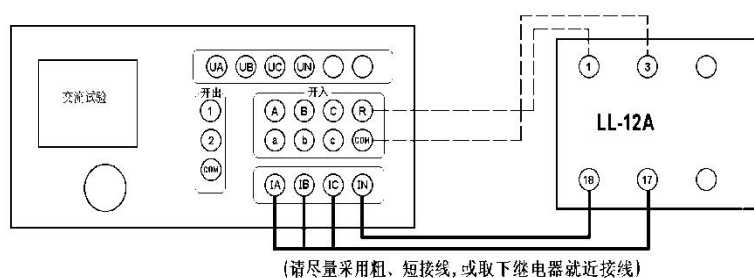 UA UB UC UN
开出 开入
1 A B C R
2 a b c COM
COM
交流试验
IA IB IC IN
1 3
LL-12A
18 17
(请尽量采用粗、短接线,或取下继电器就近接线)